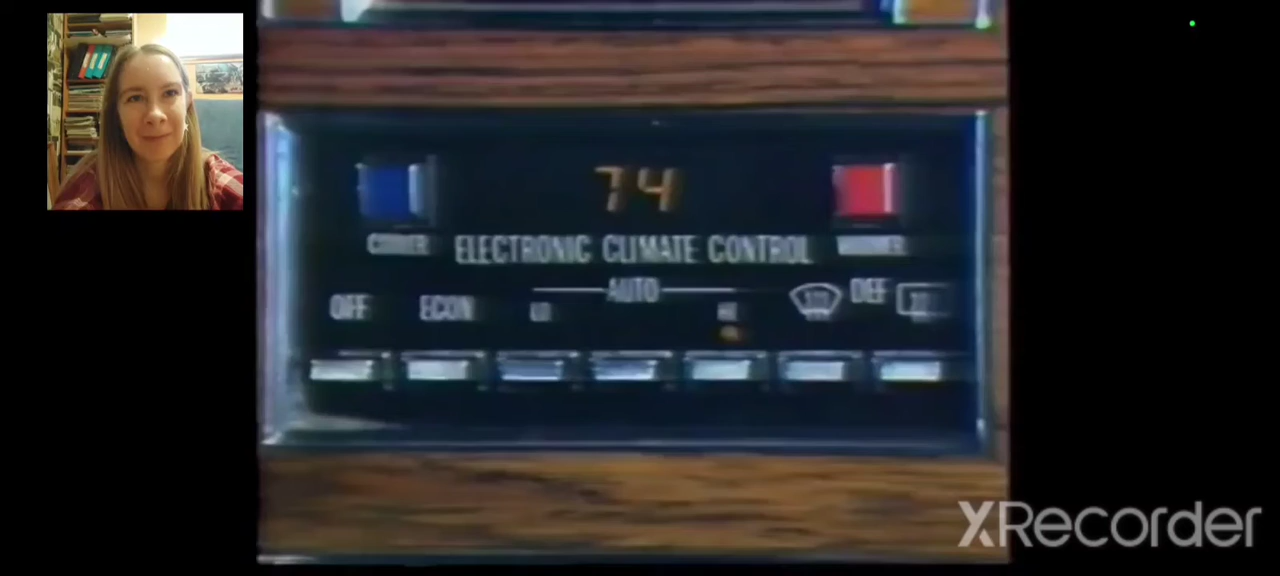 74
COOLER
WARMER
ELECTRONIC CLIMATE CONTROL
AUTO
OFF
ECON
LO
HI
DEF
XRecorder